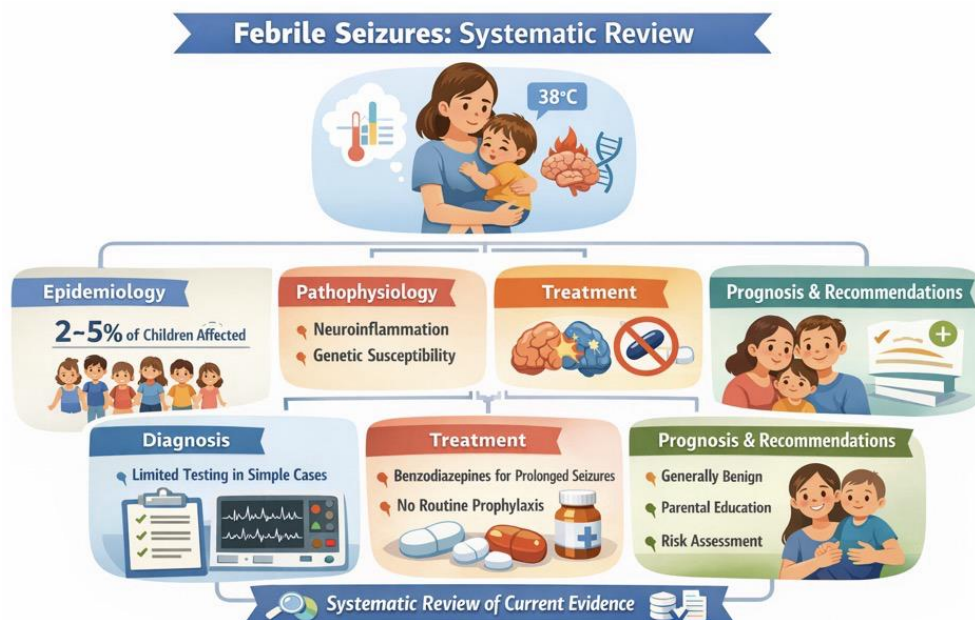 Febrile Seizures: Systematic Review
38°C
Epidemiology
2–5% of Children Affected
Pathophysiology
Neuroinflammation
Genetic Susceptibility
Treatment
Prognosis & Recommendations
Diagnosis
Limited Testing in Simple Cases
Treatment
Benzodiazepines for Prolonged Seizures
No Routine Prophylaxis
Prognosis & Recommendations
Generally Benign
Parental Education
Risk Assessment
Systematic Review of Current Evidence